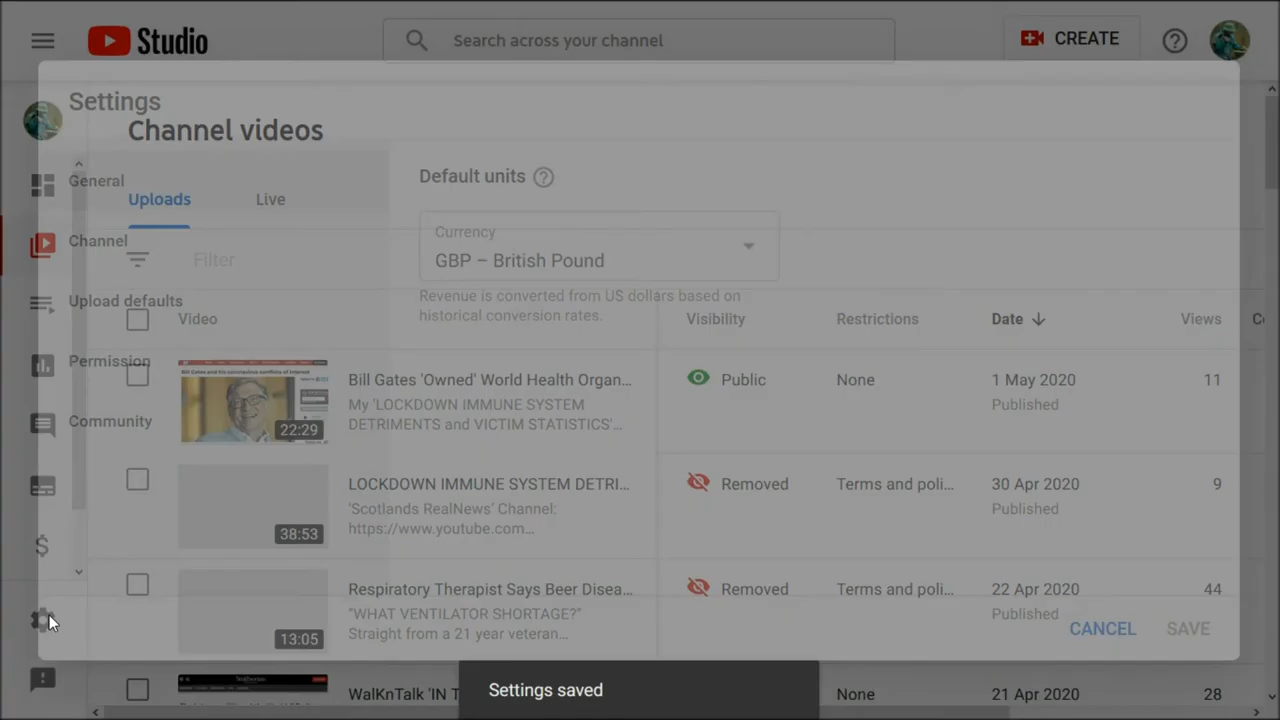 Studio
Search across your channel
CREATE
Settings
Channel videos
General
Uploads
Live
Default units
Channel
Filter
Currency
GBP – British Pound
Upload defaults
Revenue is converted from US dollars based on
historical conversion rates.
Video
Visibility
Restrictions
Date
Views
Permission
Bill Gates 'Owned' World Health Organ...
Public
None
1 May 2020
11
My 'LOCKDOWN IMMUNE SYSTEM
DETRIMENTS and VICTIM STATISTICS'...
Published
22:29
Community
LOCKDOWN IMMUNE SYSTEM DETRI...
Removed
Terms and poli...
30 Apr 2020
9
'Scotlands RealNews' Channel:
https://www.youtube.com...
Published
38:53
Respiratory Therapist Says Beer Disea...
Removed
Terms and poli...
22 Apr 2020
44
"WHAT VENTILATOR SHORTAGE?"
Straight from a 21 year veteran...
Published
13:05
CANCEL
SAVE
Settings saved
WalKnTalk 'IN T
None
21 Apr 2020
28